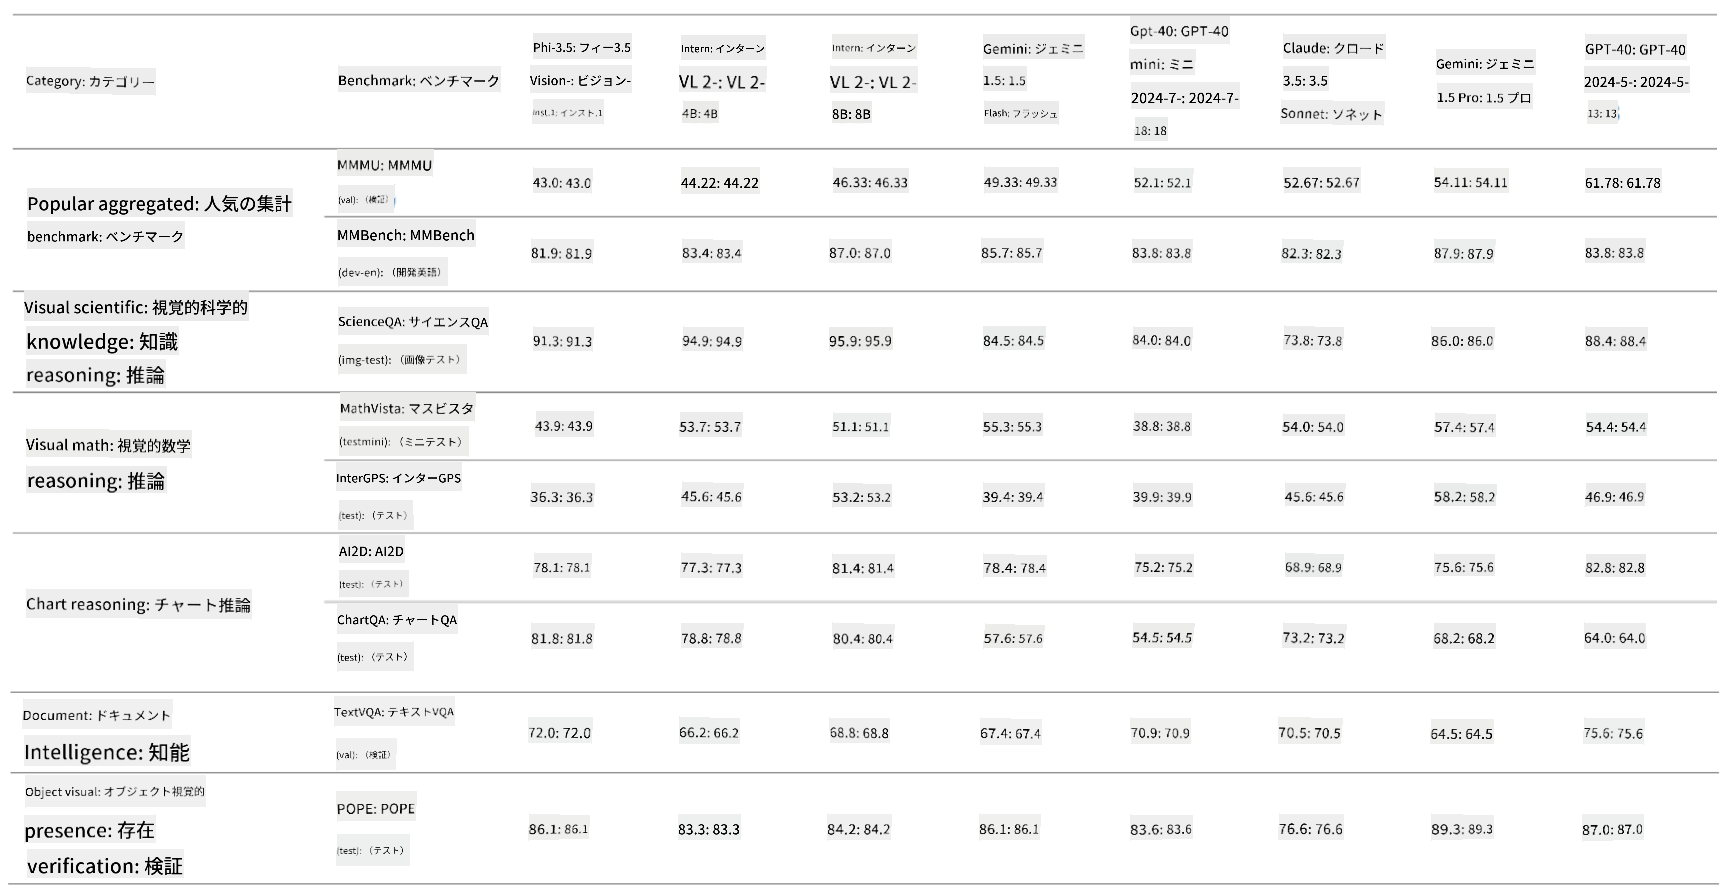 Category: カテゴリー
Benchmark: ベンチマーク
Phi-3.5: フィー3.5
Vision-: ビジョン-
Inst.1: インスト.1
Intern: インターン
VL 2-: VL 2-
4B: 4B
Intern: インターン
VL 2-: VL 2-
8B: 8B
Gemini: ジェミニ
1.5: 1.5
Flash: フラッシュ
Gpt-40: GPT-40
mini: ミニ
2024-7-: 2024-7-
18: 18
Claude: クロード
3.5: 3.5
Sonnet: ソネット
Gemini: ジェミニ
1.5 Pro: 1.5 プロ
GPT-40: GPT-40
2024-5-: 2024-5-
13: 13
Popular aggregated: 人気の集計
benchmark: ベンチマーク
MMMU: MMMU
(val): （検証）
43.0: 43.0
44.22: 44.22
46.33: 46.33
49.33: 49.33
52.1: 52.1
52.67: 52.67
54.11: 54.11
61.78: 61.78
MMBench: MMBench
(dev-en): （開発英語）
81.9: 81.9
83.4: 83.4
87.0: 87.0
85.7: 85.7
83.8: 83.8
82.3: 82.3
87.9: 87.9
83.8: 83.8
Visual scientific: 視覚的科学的
knowledge: 知識
reasoning: 推論
ScienceQA: サイエンスQA
(img-test): （画像テスト）
91.3: 91.3
94.9: 94.9
95.9: 95.9
84.5: 84.5
84.0: 84.0
73.8: 73.8
86.0: 86.0
88.4: 88.4
Visual math: 視覚的数学
reasoning: 推論
MathVista: マスビスタ
(testmini): （ミニテスト）
43.9: 43.9
53.7: 53.7
51.1: 51.1
55.3: 55.3
38.8: 38.8
54.0: 54.0
57.4: 57.4
54.4: 54.4
InterGPS: インターGPS
(test): （テスト）
36.3: 36.3
45.6: 45.6
53.2: 53.2
39.4: 39.4
39.9: 39.9
45.6: 45.6
58.2: 58.2
46.9: 46.9
Chart reasoning: チャート推論
AI2D: AI2D
(test): （テスト）
78.1: 78.1
77.3: 77.3
81.4: 81.4
78.4: 78.4
75.2: 75.2
68.9: 68.9
75.6: 75.6
82.8: 82.8
ChartQA: チャートQA
(test): （テスト）
81.8: 81.8
78.8: 78.8
80.4: 80.4
57.6: 57.6
54.5: 54.5
73.2: 73.2
68.2: 68.2
64.0: 64.0
Document: ドキュメント
Intelligence: 知能
TextVQA: テキストVQA
(val): （検証）
72.0: 72.0
66.2: 66.2
68.8: 68.8
67.4: 67.4
70.9: 70.9
70.5: 70.5
64.5: 64.5
75.6: 75.6
Object visual: オブジェクト視覚的
presence: 存在
verification: 検証
POPE: POPE
(test): （テスト）
86.1: 86.1
83.3: 83.3
84.2: 84.2
86.1: 86.1
83.6: 83.6
76.6: 76.6
89.3: 89.3
87.0: 87.0